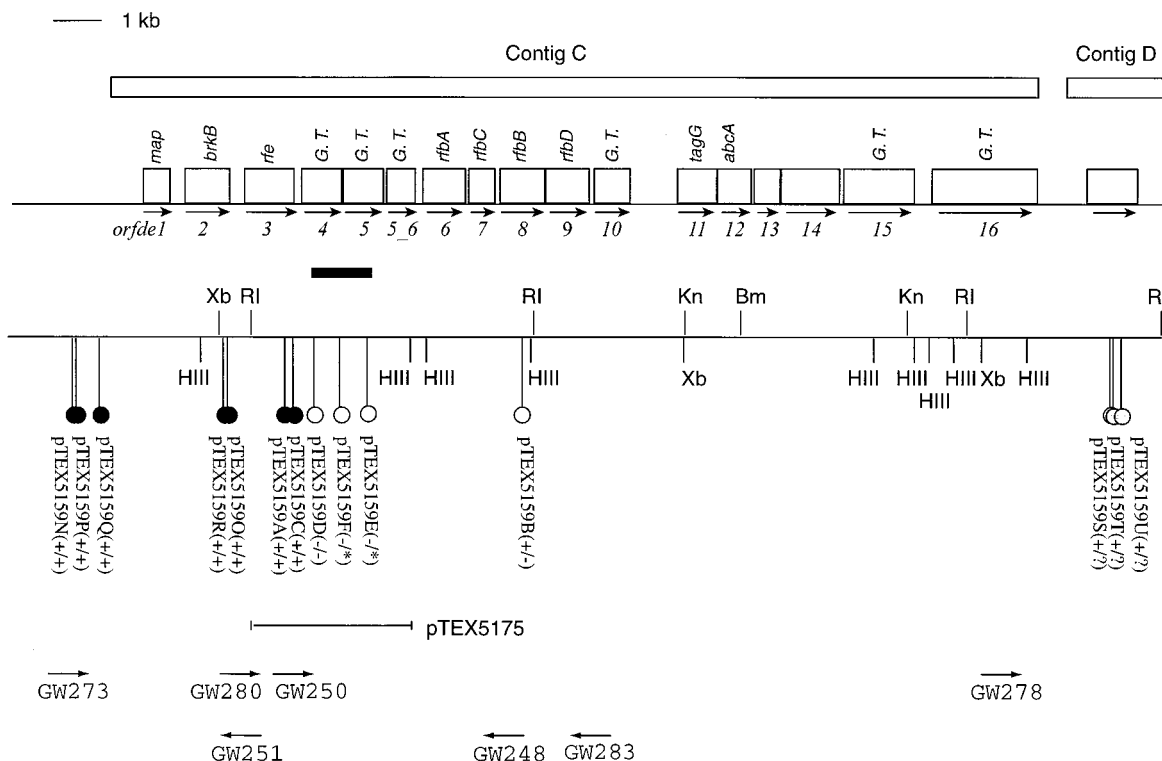 1 kb
Contig C
Contig D
map
brkB
rfe
G. T.
G. T.
G. T.
rfbA
rfbC
rfbB
rfbD
G. T.
tagG
abcA
G. T.
G. T.
orfde1 2 3 4 5 5_6 6 7 8 9 10 11 12 13 14 15 16
Xb RI RI Kn Bm Kn RI R
HIII HIII HIII HIII Xb HIII HIII HIII Xb HIII
HIII
pTEX5159N(+/+)
pTEX5159P(+/+)
pTEX5159Q(+/+)
pTEX5159R(+/+)
pTEX5159O(+/+)
pTEX5159A(+/+)
pTEX5159C(+/+)
pTEX5159D(-/-)
pTEX5159F(-/*)
pTEX5159E(-/*)
pTEX5159B(+/-)
pTEX5159S(+/?)
pTEX5159T(+/?)
pTEX5159U(+/?)
pTEX5175
GW273 GW280 GW250 GW278
GW251 GW248 GW283